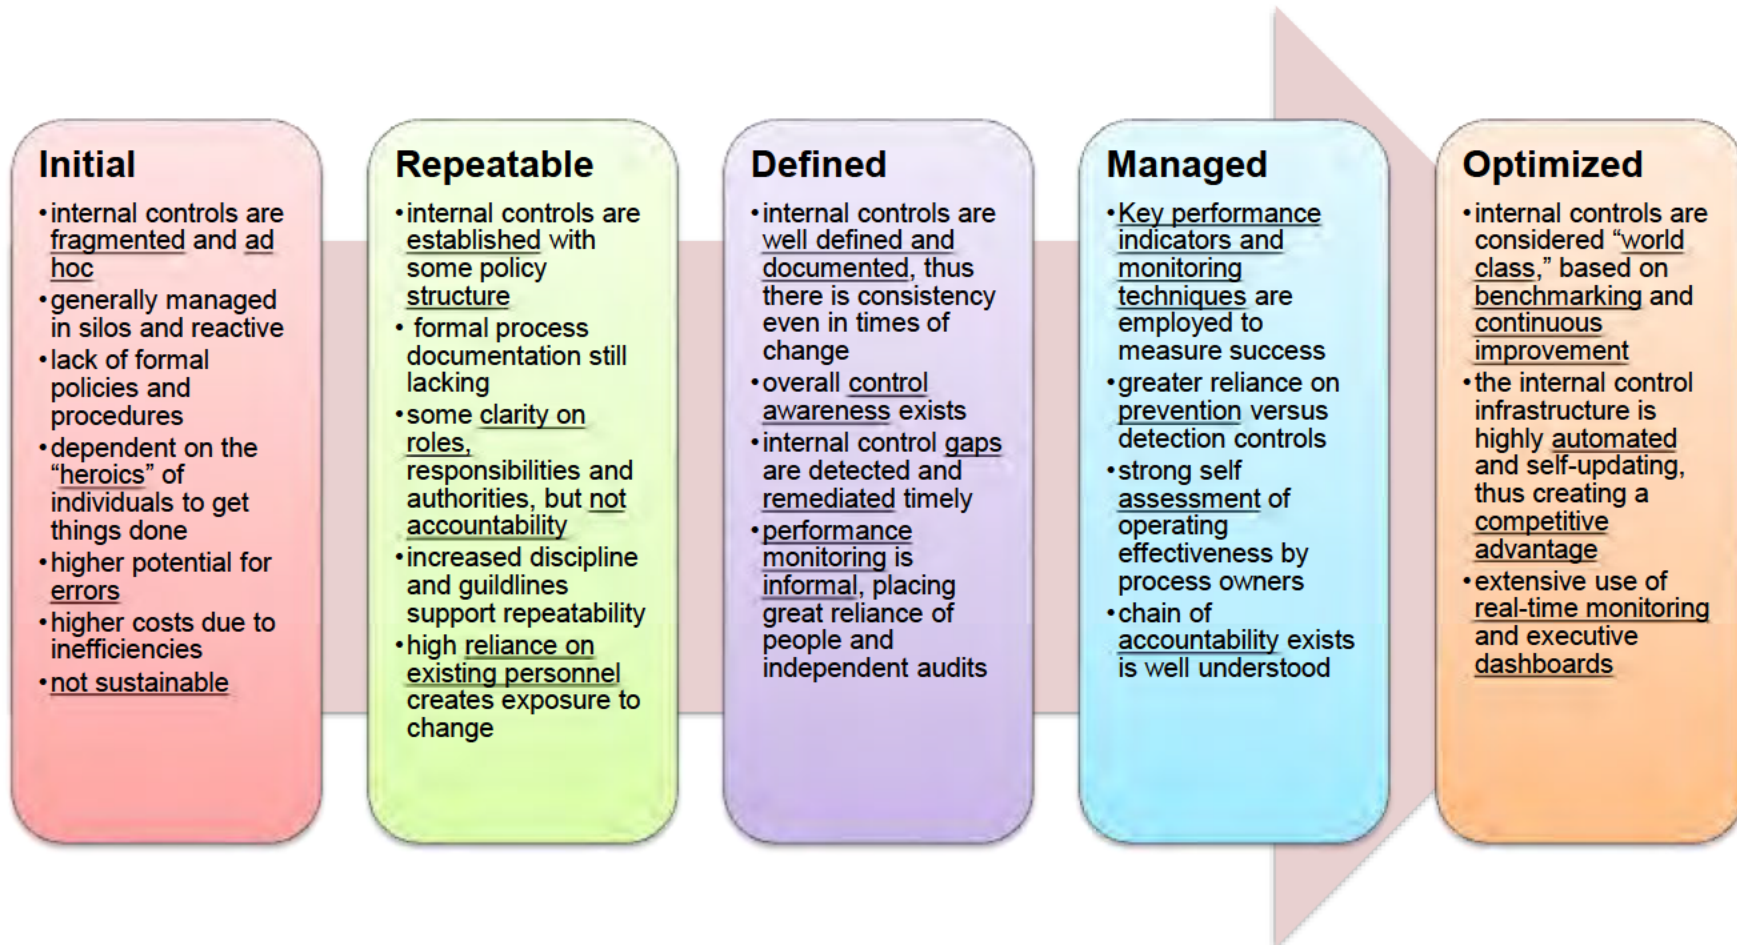 Initial
•internal controls are
fragmented and ad
hoc
•generally managed
in silos and reactive
•lack of formal
policies and
procedures
•dependent on the
“heroics” of
individuals to get
things done
•higher potential for
errors
•higher costs due to
inefficiencies
•not sustainable
Repeatable
•internal controls are
established with
some policy
structure
• formal process
documentation still
lacking
•some clarity on
roles,
responsibilities and
authorities, but not
accountability
•increased discipline
and guildlines
support repeatability
•high reliance on
existing personnel
creates exposure to
change
Defined
•internal controls are
well defined and
documented, thus
there is consistency
even in times of
change
•overall control
awareness exists
•internal control gaps
are detected and
remediated timely
•performance
monitoring is
informal, placing
great reliance of
people and
independent audits
Managed
•Key performance
indicators and
monitoring
techniques are
employed to
measure success
•greater reliance on
prevention versus
detection controls
•strong self
assessment of
operating
effectiveness by
process owners
•chain of
accountability exists
is well understood
Optimized
•internal controls are
considered “world
class,” based on
benchmarking and
continuous
improvement
•the internal control
infrastructure is
highly automated
and self-updating,
thus creating a
competitive
advantage
•extensive use of
real-time monitoring
and executive
dashboards